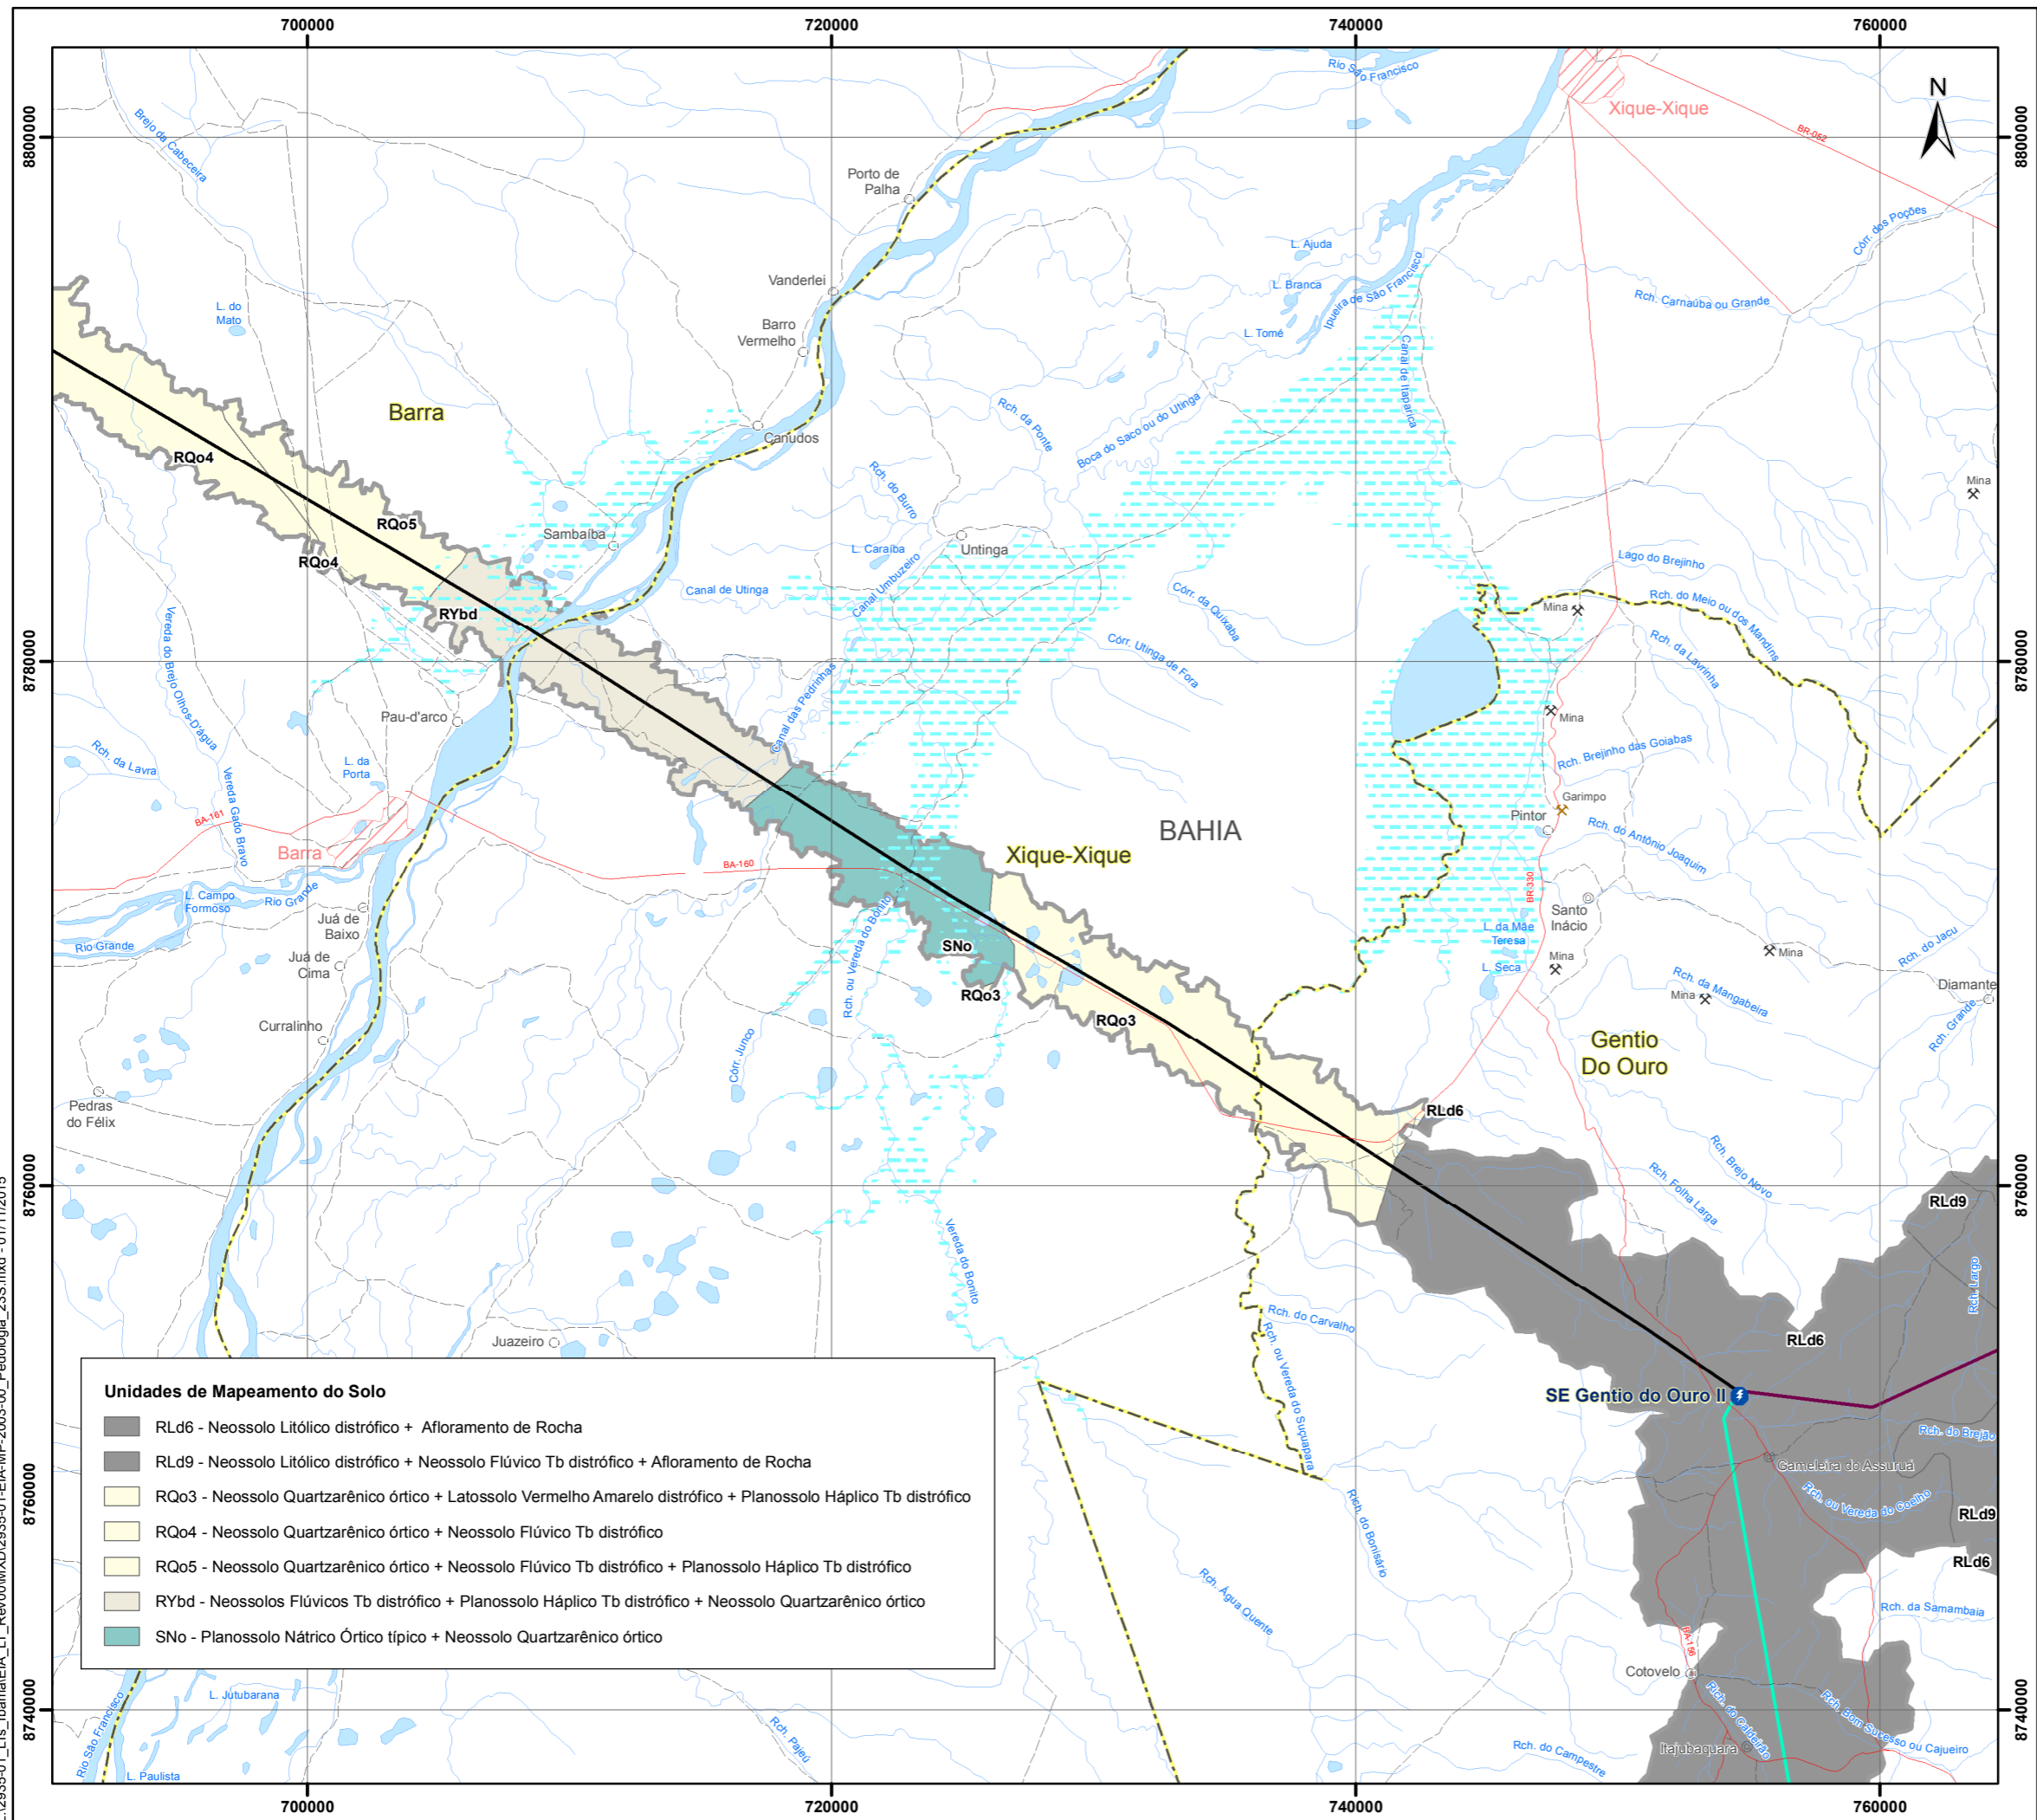 700000
720000
740000
760000
Rio São Francisco
Xique-Xique
N
BR-052
8800000
8800000
Brejo da Cabeceira
Porto de
Palha
Córr. dos Poções
L. Ajuda
Vanderlei
L. Branca
Ipueira de São Francisco
Rch. Carnaúba ou Grande
L. do
Mato
Barro
Vermelho
L. Tomé
Canal de Itaparica
Barra
Rch. da Ponte
Boca do Saco ou do Utinga
Canudos
RQo4
Rch. do Burro
Mina
RQo5
Sambaíba
Untinga
L. Caraíba
RQo4
Lago do Brejinho
Canal Umbuzeiro
Canal de Utinga
Córr. da Quixaba
Rch. do Meio ou dos Mandins
Mina
RYbd
Vereda do Brejo Olhos-D'água
Córr. Utinga de Fora
Rch. da Lavrinha
8780000
8780000
Canal das Pedrinhas
Pau-d'arco
Mina
Rch. da Lavra
L. da
Porta
Rch. Brejinho das Goiabas
Vereda Gado Bravo
Garimpo
BA-161
Pintor
BAHIA
Rch. do Antônio Joaquim
Barra
Xique-Xique
BA-160
BR-330
L. Campo
Formoso
Rio Grande
Juá de
Baixo
Santo
Inácio
Rch. ou Vereda do Bonito
L. da Mãe
Teresa
Rio Grande
SNo
Rch. do Jacu
Mina
Juá de
Cima
Mina
L. Seca
Rch. da Mangabeira
Mina
Diamante
RQo3
RQo3
Curralinho
Rch. Grande
Gentio
Do Ouro
Córr. Junco
Pedras
do Félix
RLd6
Rch. Brejo Novo
Rch. Folha Larga
8760000
8760000
RLd9
Vereda do Bonito
Rch. Largo
Rch. do Carvalho
Juazeiro
RLd6
Rch. ou Vereda do Suçuapara
Unidades de Mapeamento do Solo
SE Gentio do Ouro II
RLd6 - Neossolo Litólico distrófico + Afloramento de Rocha
Rch. do Brejão
RLd9 - Neossolo Litólico distrófico + Neossolo Flúvico Tb distrófico + Afloramento de Rocha
Gameleira do Assuruá
RQo3 - Neossolo Quartzarênico órtico + Latossolo Vermelho Amarelo distrófico + Planossolo Háplico Tb distrófico
Rch. ou Vereda do Coelho
8760000
RLd9
RQo4 - Neossolo Quartzarênico órtico + Neossolo Flúvico Tb distrófico
Rich. do Bonisário
RQo5 - Neossolo Quartzarênico órtico + Neossolo Flúvico Tb distrófico + Planossolo Háplico Tb distrófico
RLd6
RYbd - Neossolos Flúvicos Tb distrófico + Planossolo Háplico Tb distrófico + Neossolo Quartzarênico órtico
Rch. Água Quente
Rch. da Samambaia
SNo - Planossolo Nátrico Órtico típico + Neossolo Quartzarênico órtico
BA-156
Cotovelo
L. Jutubarana
Rch. do Caldeirão
Rch. Bom Sucesso ou Cajueiro
8740000
8740000
Rio São Francisco
Rch. Pajeú
Rch. do Campestre
Itajubaquara
L. Paulista
700000
720000
740000
760000